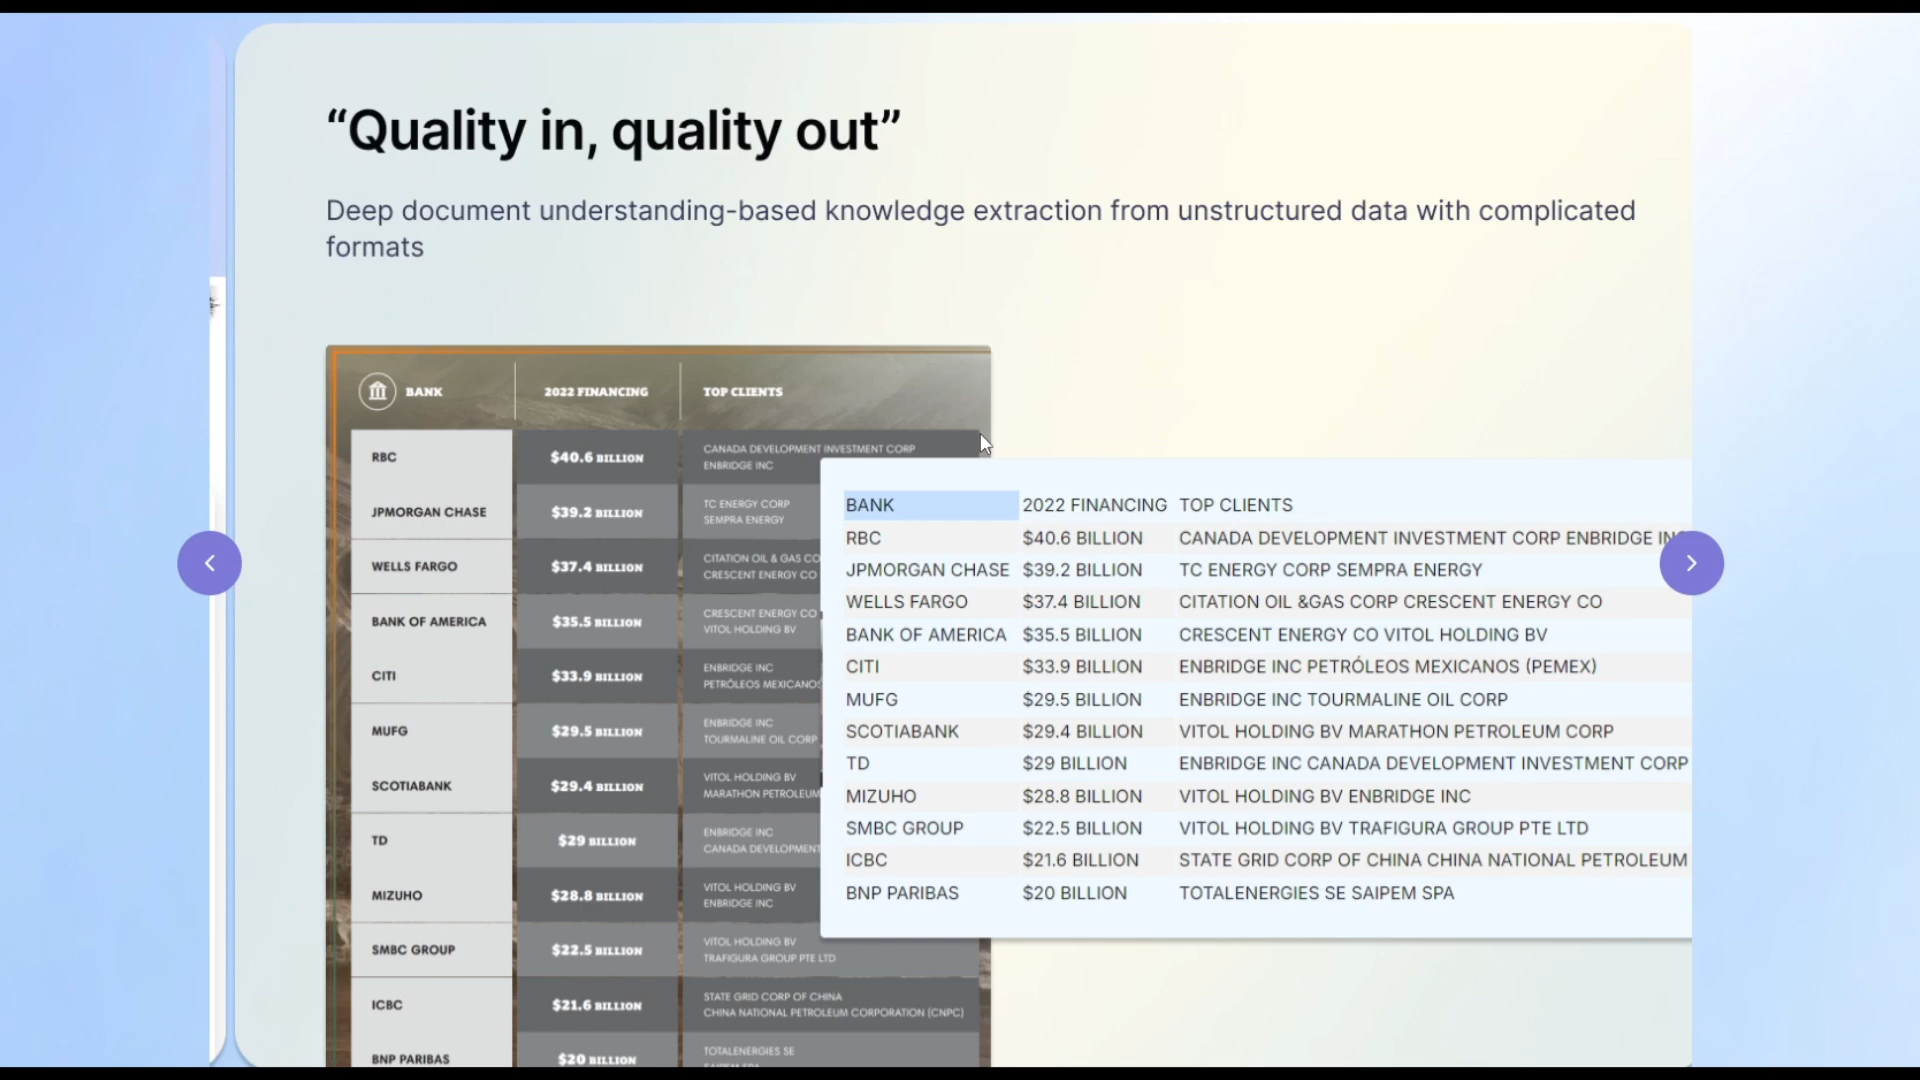 “Quality in, quality out”
Deep document understanding-based knowledge extraction from unstructured data with complicated
formats
BANK 2022 FINANCING TOP CLIENTS
RBC $40.6 BILLION CANADA DEVELOPMENT INVESTMENT CORP
ENBRIDGE INC
JPMORGAN CHASE $39.2 BILLION TC ENERGY CORP
SEMPRA ENERGY
WELLS FARGO $37.4 BILLION CITATION OIL & GAS CO
CRESCENT ENERGY CO
BANK OF AMERICA $35.5 BILLION CRESCENT ENERGY CO
VITOL HOLDING BV
CITI $33.9 BILLION ENBRIDGE INC
PETRÓLEOS MEXICANOS
MUFG $29.5 BILLION ENBRIDGE INC
TOURMALINE OIL CORP
SCOTIABANK $29.4 BILLION VITOL HOLDING BV
MARATHON PETROLEUM
TD $29 BILLION ENBRIDGE INC
CANADA DEVELOPMENT
MIZUHO $28.8 BILLION VITOL HOLDING BV
ENBRIDGE INC
SMBC GROUP $22.5 BILLION VITOL HOLDING BV
TRAFIGURA GROUP PTE LTD
ICBC $21.6 BILLION STATE GRID CORP OF CHINA
CHINA NATIONAL PETROLEUM CORPORATION (CNPC)
BNP PARIBAS $20 BILLION TOTALENERGIES SE
BANK 2022 FINANCING TOP CLIENTS
RBC $40.6 BILLION CANADA DEVELOPMENT INVESTMENT CORP ENBRIDGE
JPMORGAN CHASE $39.2 BILLION TC ENERGY CORP SEMPRA ENERGY
WELLS FARGO $37.4 BILLION CITATION OIL &GAS CORP CRESCENT ENERGY CO
BANK OF AMERICA $35.5 BILLION CRESCENT ENERGY CO VITOL HOLDING BV
CITI $33.9 BILLION ENBRIDGE INC PETRÓLEOS MEXICANOS (PEMEX)
MUFG $29.5 BILLION ENBRIDGE INC TOURMALINE OIL CORP
SCOTIABANK $29.4 BILLION VITOL HOLDING BV MARATHON PETROLEUM CORP
TD $29 BILLION ENBRIDGE INC CANADA DEVELOPMENT INVESTMENT CORP
MIZUHO $28.8 BILLION VITOL HOLDING BV ENBRIDGE INC
SMBC GROUP $22.5 BILLION VITOL HOLDING BV TRAFIGURA GROUP PTE LTD
ICBC $21.6 BILLION STATE GRID CORP OF CHINA CHINA NATIONAL PETROLEUM
BNP PARIBAS $20 BILLION TOTALENERGIES SE SAIPEM SPA